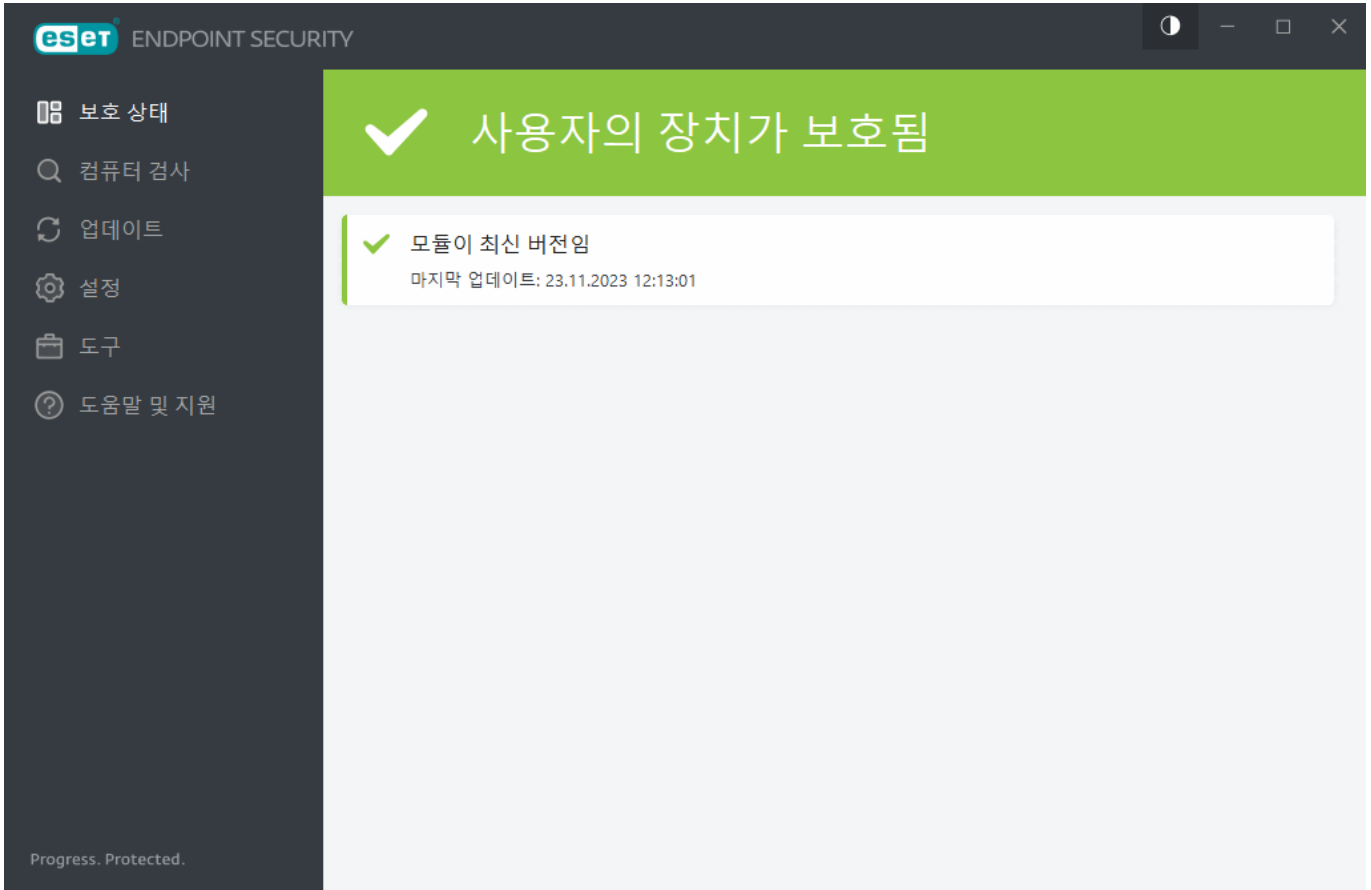 eset ENDPOINT SECURITY
보호 상태
컴퓨터 검사
업데이트
설정
도구
도움말 및 지원
Progress. Protected.
사용자의 장치가 보호됨
모듈이 최신 버전임
마지막 업데이트: 23.11.2023 12:13:01